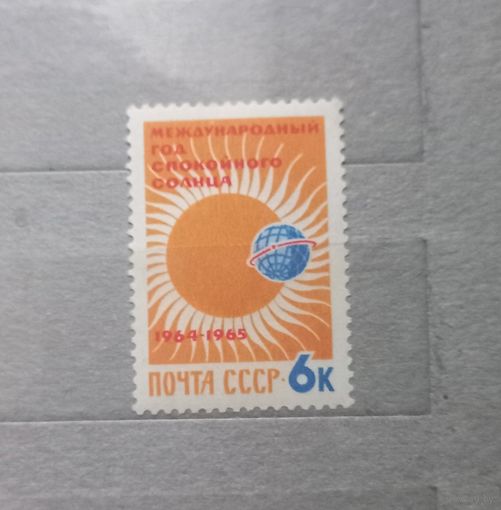 МЕЖДУНАРОДНЫЙ
ГОД
СПОКОЙНОГО
СОЛНЦА
1964-1965
ПОЧТА СССР·6К